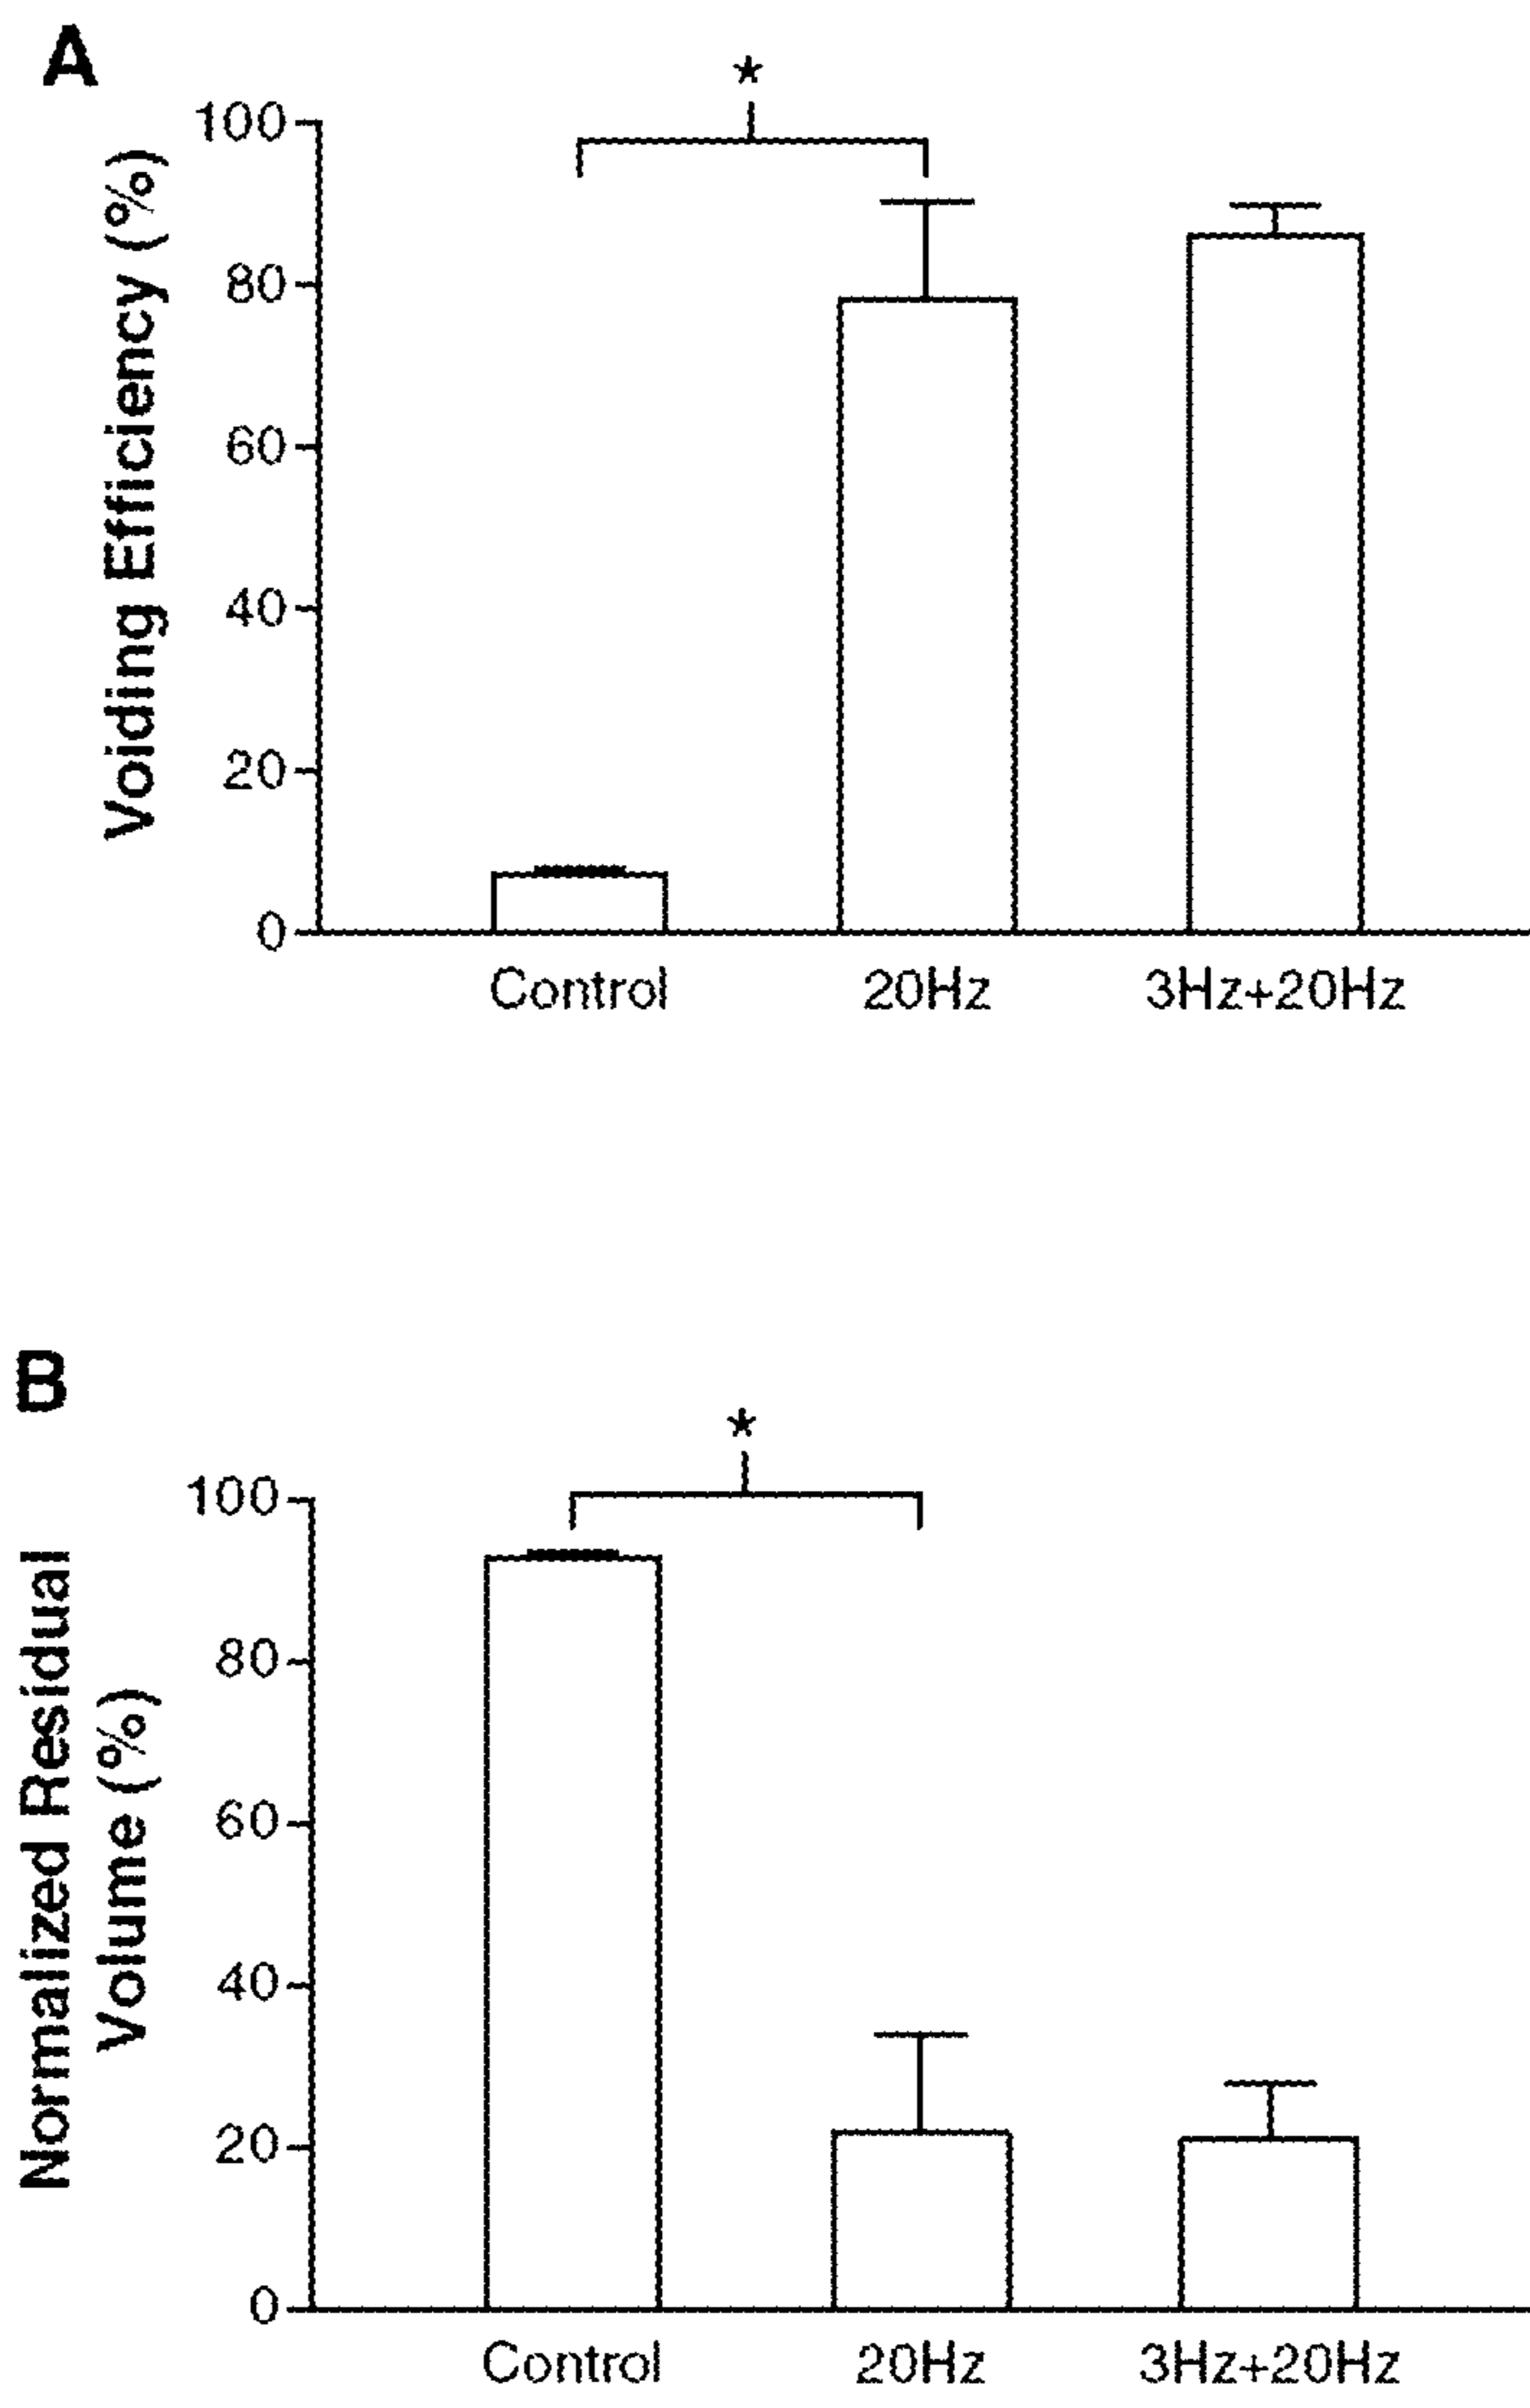 A
*
100
80
60
40
20
0
Voiding Efficiency (%)
Control 20Hz 3Hz+20Hz
B
*
100
80
60
40
20
0
Normalized Residual
Volume (%)
Control 20Hz 3Hz+20Hz